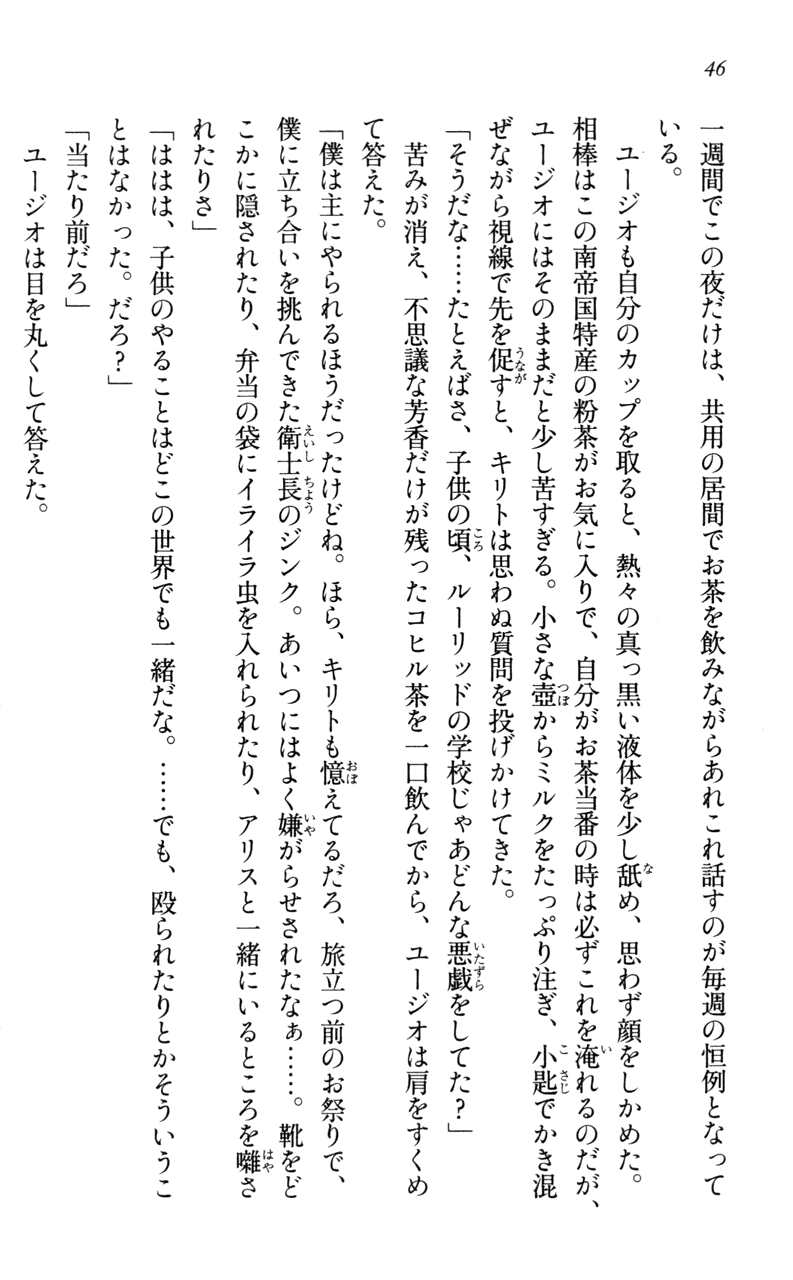 46
一週間でこの夜だけは、共用の居間でお茶を飲みながらあれこれ話すのが毎週の恒例となって
いる。
　ユージオも自分のカップを取ると、熱々の真っ黒い液体を少し舐め、思わず顔をしかめた。
相棒はこの南帝国特産の粉茶がお気に入りで、自分がお茶当番の時は必ずこれを淹れるのだが、
ユージオにはそのままだと少し苦すぎる。小さな壺からミルクをたっぷり注ぎ、小匙でかき混
ぜながら視線で先を促すと、キリトは思わぬ質問を投げかけてきた。
「そうだな……たとえばさ、子供の頃、ルーリッドの学校じゃあどんな悪戯をしてた？」
　苦みが消え、不思議な芳香だけが残ったコヒル茶を一口飲んでから、ユージオは肩をすくめ
て答えた。
「僕は主にやられるほうだったけどね。ほら、キリトも憶えてるだろ、旅立つ前のお祭りで、
僕に立ち合いを挑んできた衛士長のジンク。あいつにはよく嫌がらせされたなぁ……。靴をど
こかに隠されたり、弁当の袋にイライラ虫を入れられたり、アリスと一緒にいるところを囃さ
れたりさ」
「ははは、子供のやることはどこの世界でも一緒だな。……でも、殴られたりとかそういうこ
とはなかった。だろ？」
「当たり前だろ」
　ユージオは目を丸くして答えた。